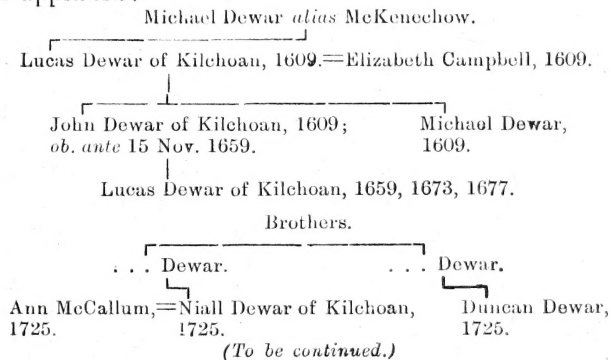 Michael Dewar alias McKenechow.
Lucas Dewar of Kilchoan, 1609.=Elizabeth Campbell, 1609.
John Dewar of Kilchoan, 1609; Michael Dewar,
ob. ante 15 Nov. 1659. 1609.
Lucas Dewar of Kilchoan, 1659, 1673, 1677.
Brothers.
. . . Dewar. . . . Dewar.
Ann McCallum,=Niall Dewar of Kilchoan, Duncan Dewar,
1725. 1725. 1725.
(To be continued.)